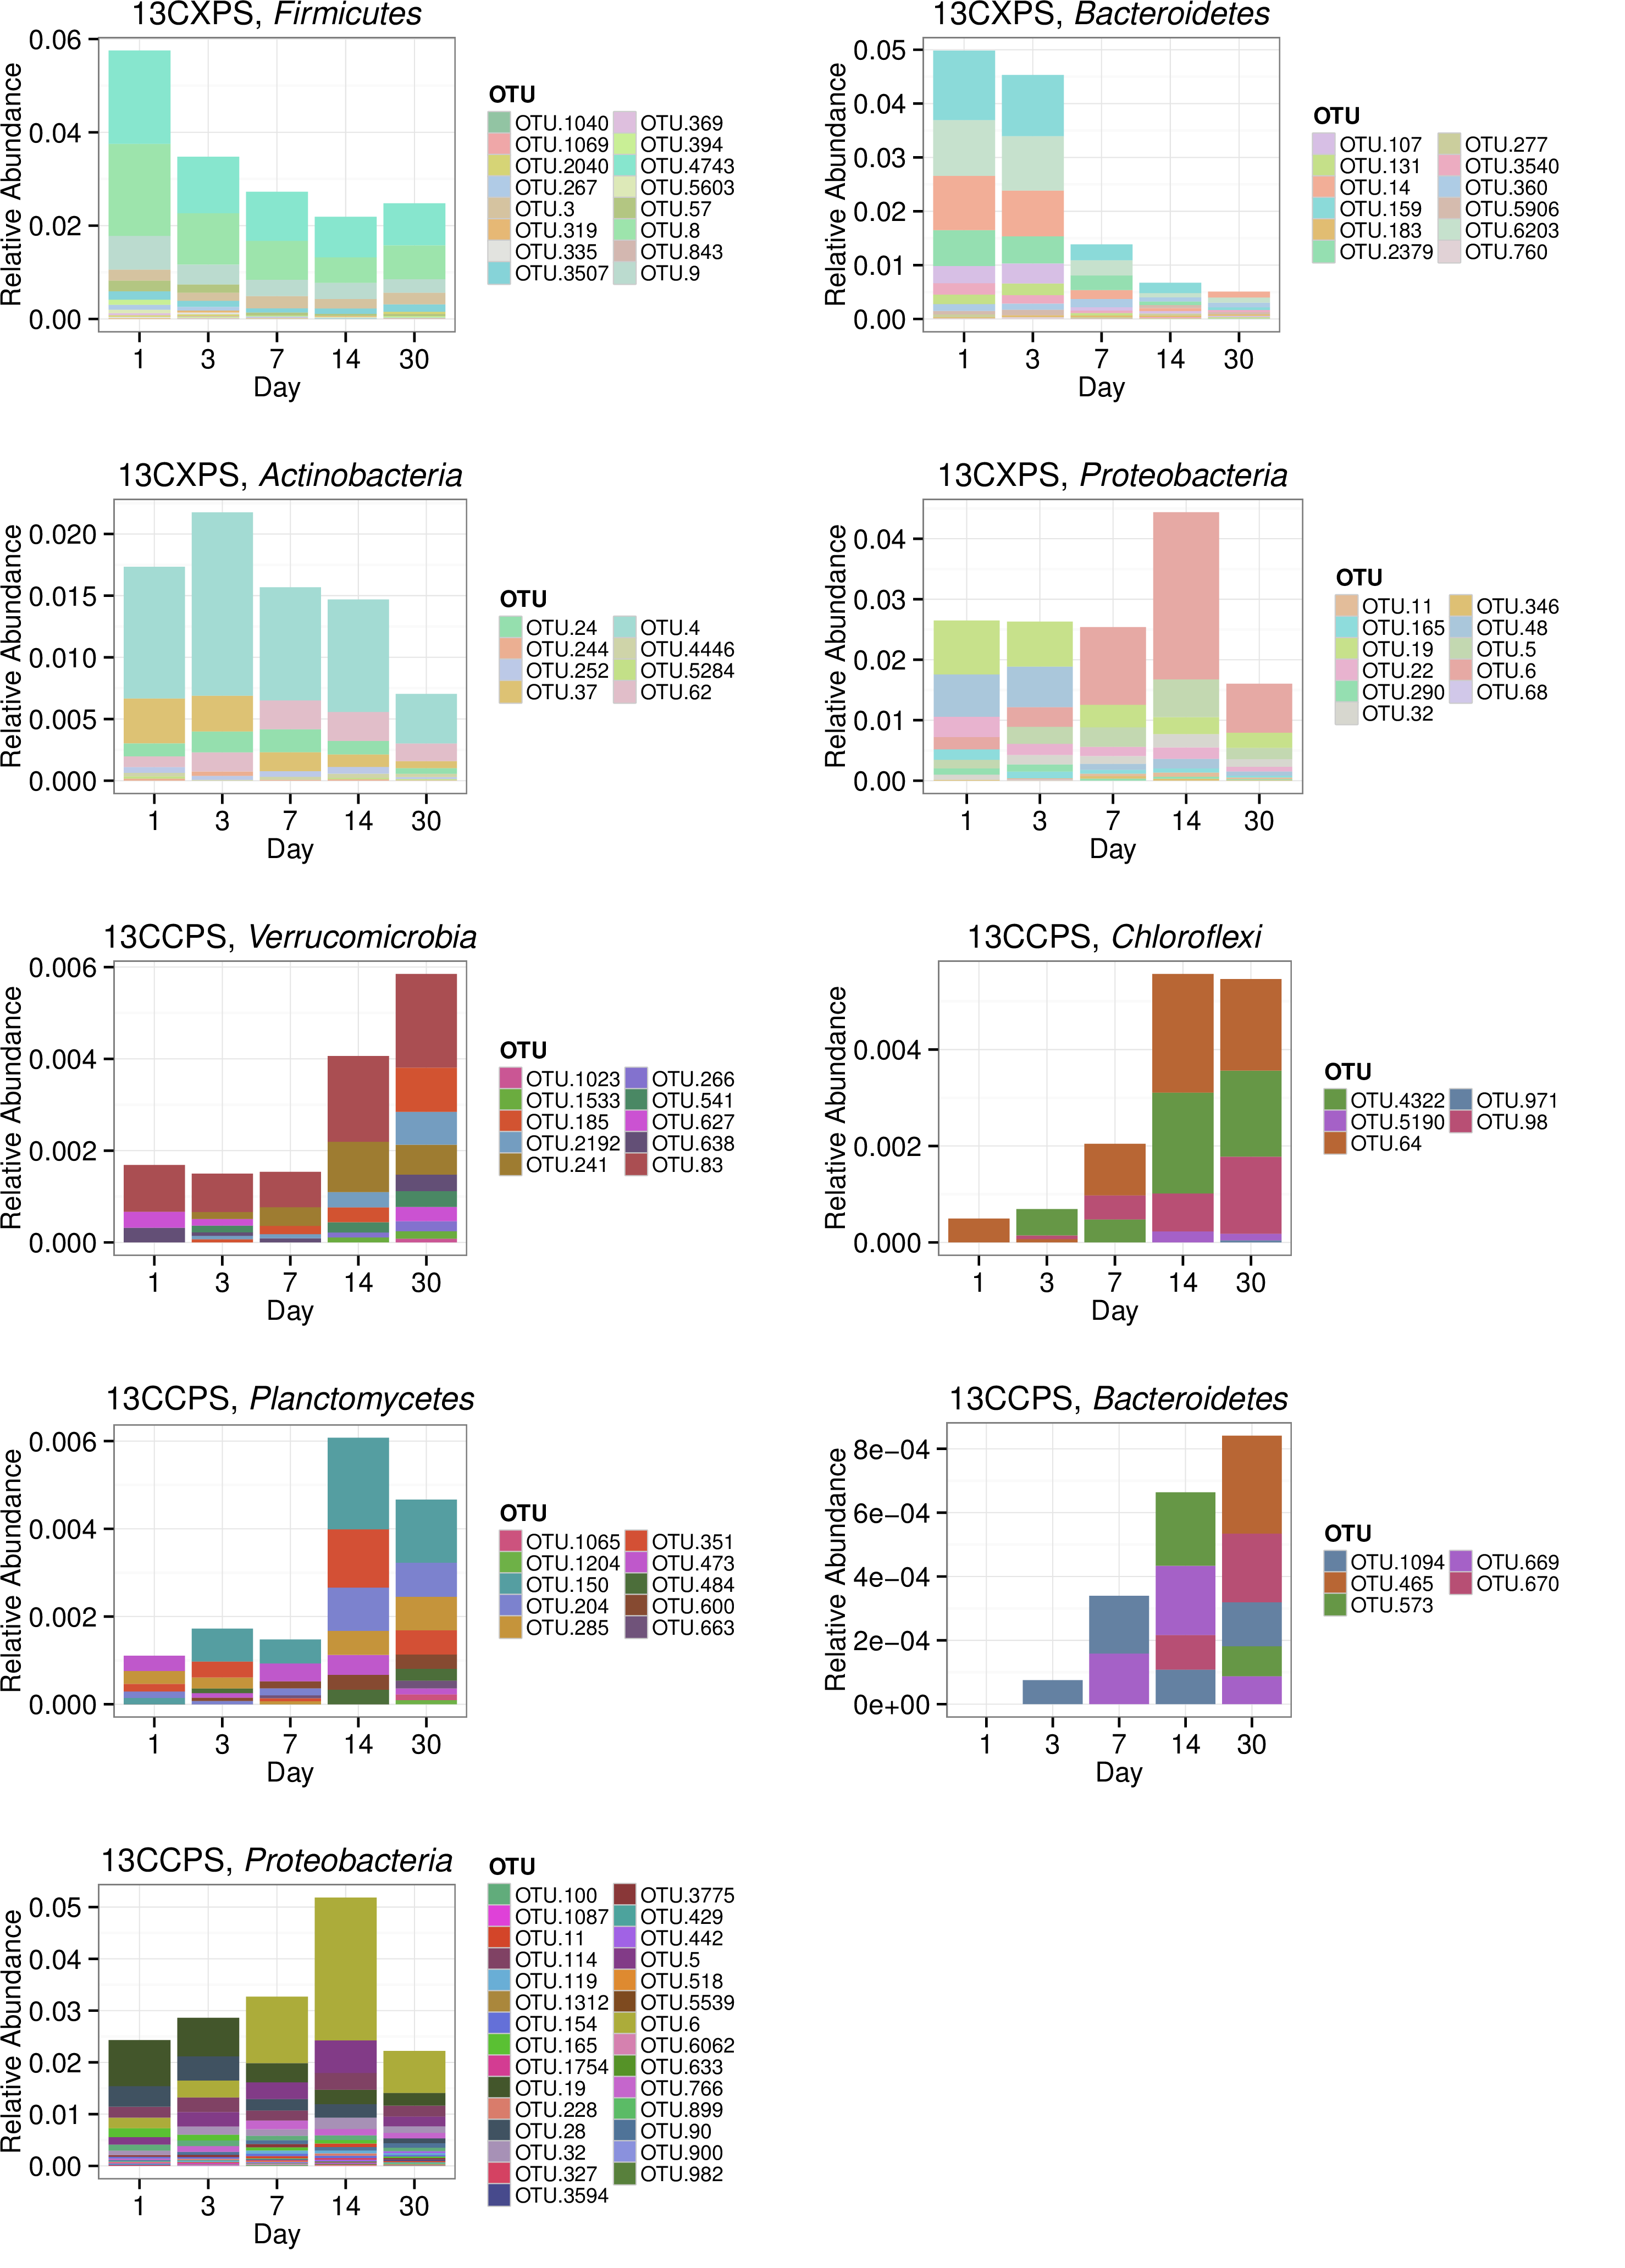 13CXPS, Firmicutes
Relative Abundance
0.06
0.04
0.02
0.00
1 3 7 14 30
Day
OTU
OTU.1040 OTU.369
OTU.1069 OTU.394
OTU.2040 OTU.4743
OTU.267 OTU.5603
OTU.3 OTU.57
OTU.319 OTU.8
OTU.335 OTU.843
OTU.3507 OTU.9
13CXPS, Bacteroidetes
Relative Abundance
0.05
0.04
0.03
0.02
0.01
0.00
1 3 7 14 30
Day
OTU
OTU.107 OTU.277
OTU.131 OTU.3540
OTU.14 OTU.360
OTU.159 OTU.5906
OTU.183 OTU.6203
OTU.2379 OTU.760
13CXPS, Actinobacteria
Relative Abundance
0.020
0.015
0.010
0.005
0.000
1 3 7 14 30
Day
OTU
OTU.24 OTU.4
OTU.244 OTU.4446
OTU.252 OTU.5284
OTU.37 OTU.62
13CXPS, Proteobacteria
Relative Abundance
0.04
0.03
0.02
0.01
0.00
1 3 7 14 30
Day
OTU
OTU.11 OTU.346
OTU.165 OTU.48
OTU.19 OTU.5
OTU.22 OTU.6
OTU.290 OTU.68
OTU.32
13CCPS, Verrucomicrobia
Relative Abundance
0.006
0.004
0.002
0.000
1 3 7 14 30
Day
OTU
OTU.1023 OTU.266
OTU.1533 OTU.541
OTU.185 OTU.627
OTU.2192 OTU.638
OTU.241 OTU.83
13CCPS, Chloroflexi
Relative Abundance
0.004
0.002
0.000
1 3 7 14 30
Day
OTU
OTU.4322 OTU.971
OTU.5190 OTU.98
OTU.64
13CCPS, Planctomycetes
Relative Abundance
0.006
0.004
0.002
0.000
1 3 7 14 30
Day
OTU
OTU.1065 OTU.351
OTU.1204 OTU.473
OTU.150 OTU.484
OTU.204 OTU.600
OTU.285 OTU.663
13CCPS, Bacteroidetes
Relative Abundance
8e−04
6e−04
4e−04
2e−04
0e+00
1 3 7 14 30
Day
OTU
OTU.1094 OTU.669
OTU.465 OTU.670
OTU.573
13CCPS, Proteobacteria
Relative Abundance
0.05
0.04
0.03
0.02
0.01
0.00
1 3 7 14 30
Day
OTU
OTU.100 OTU.3775
OTU.1087 OTU.429
OTU.11 OTU.442
OTU.114 OTU.5
OTU.119 OTU.518
OTU.1312 OTU.5539
OTU.154 OTU.6
OTU.165 OTU.6062
OTU.1754 OTU.633
OTU.19 OTU.766
OTU.228 OTU.899
OTU.28 OTU.90
OTU.32 OTU.900
OTU.327 OTU.982
OTU.3594